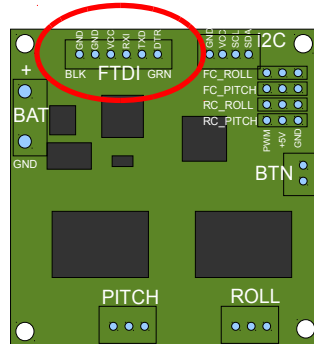 GND GND VCC RXI TXD DTR
BLK FTDI GRN
GND VCC SCL SDA
I2C
+
BAT
GND
FC_ROLL
FC_PITCH
RC_ROLL
RC_PITCH
PWM +5V GND
BTN
PITCH
ROLL